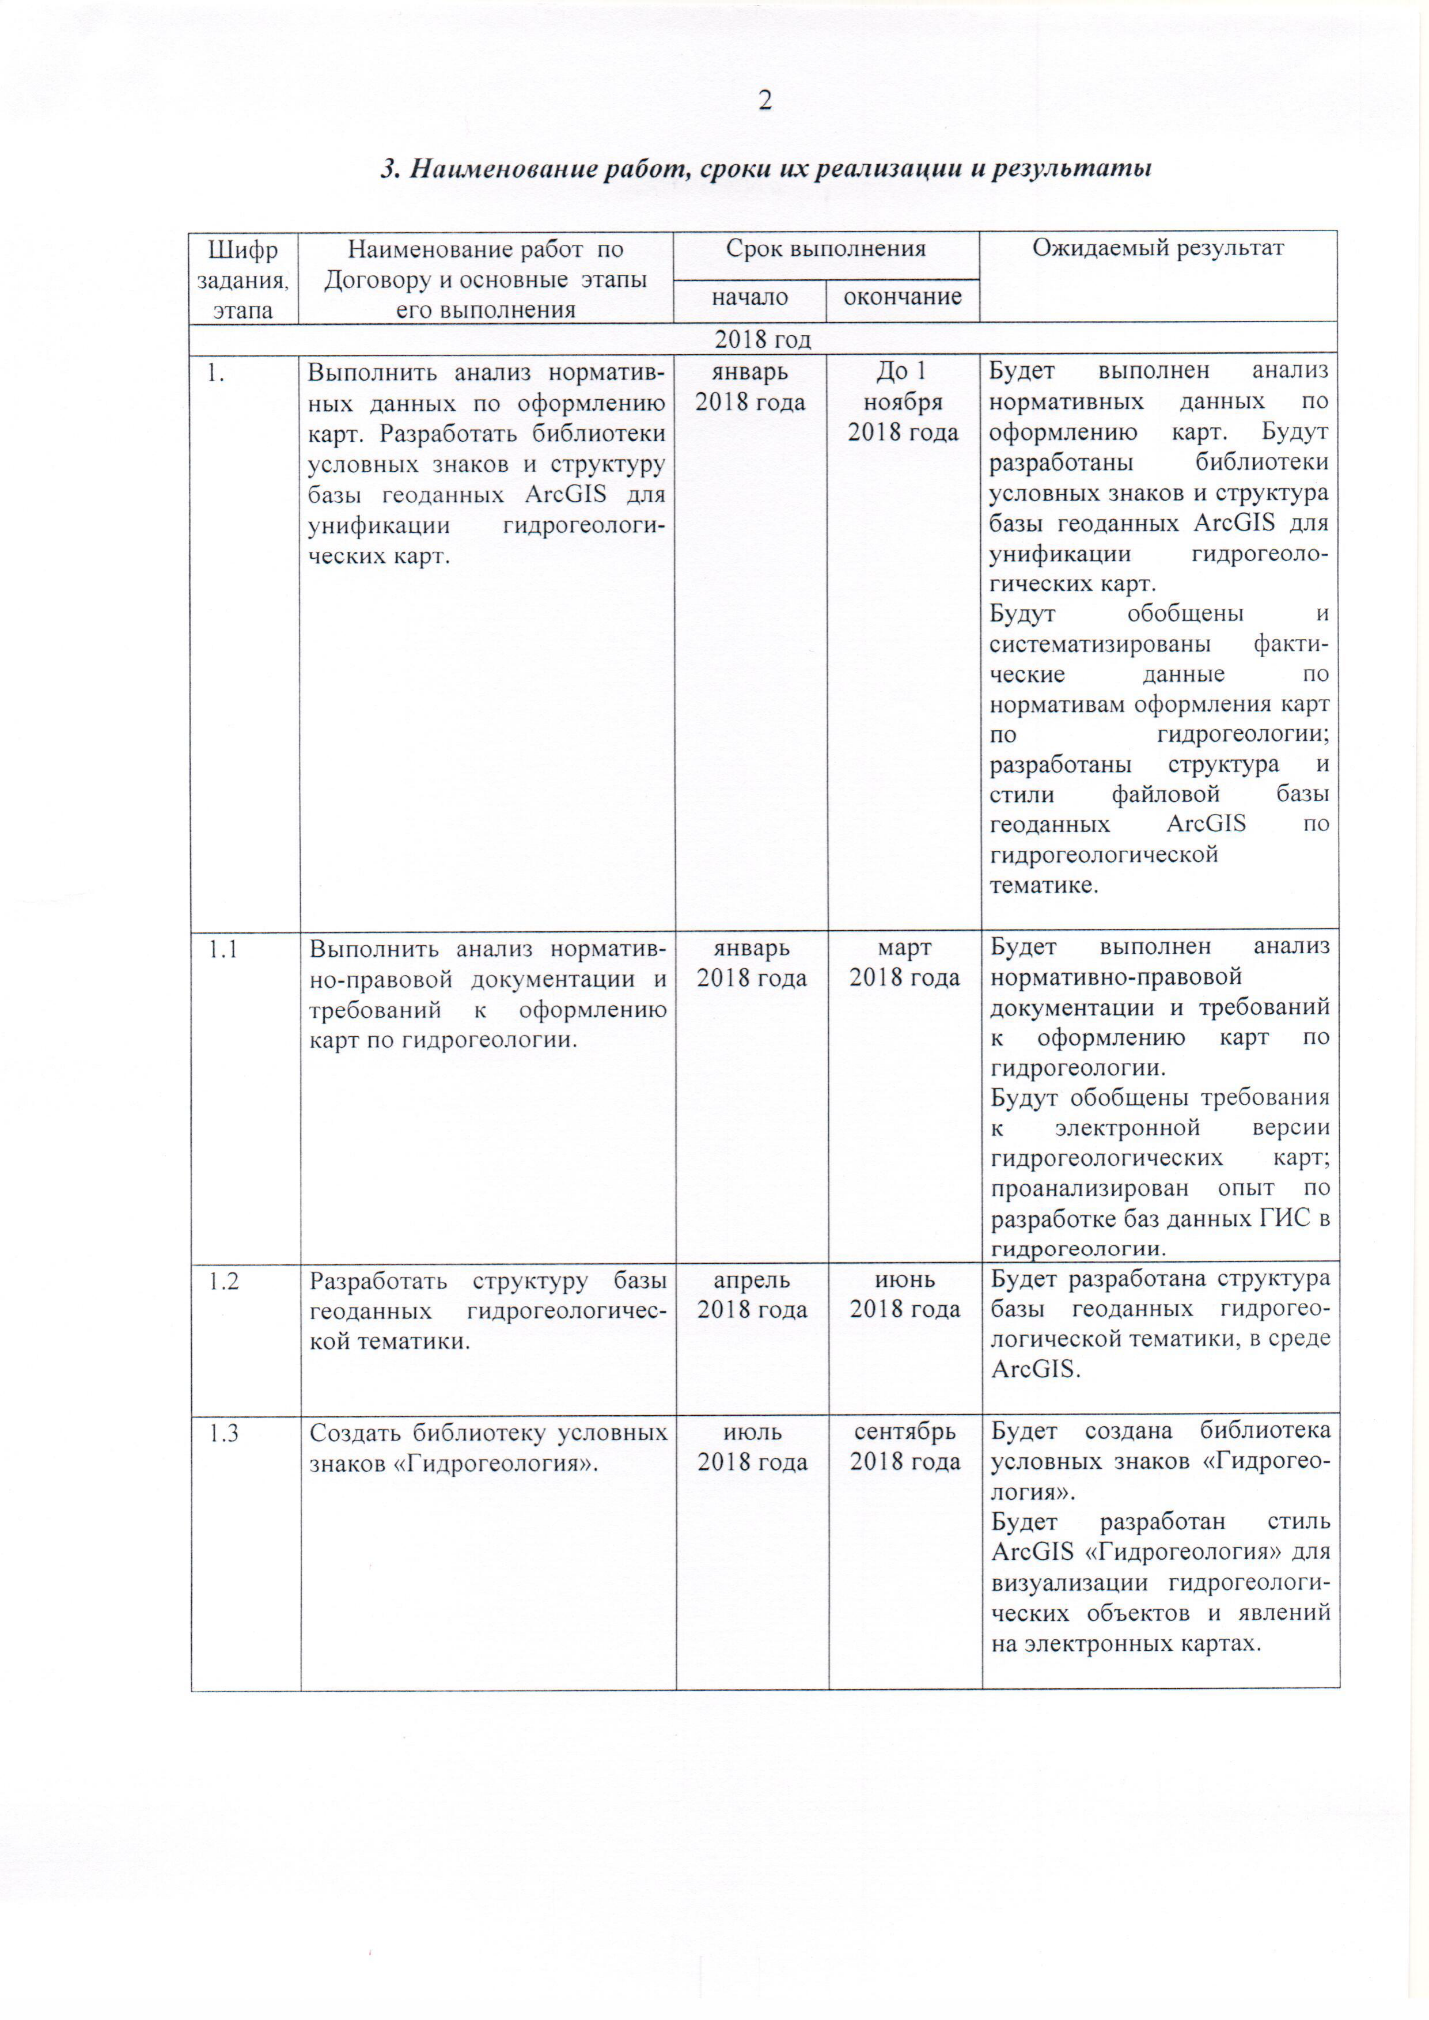 2
3. Наименование работ, сроки их реализации и результаты
Шифр
задания,
этапа
Наименование работ по
Договору и основные этапы
его выполнения
Срок выполнения
начало
окончание
Ожидаемый результат
2018 год
1.
Выполнить анализ норматив-
ных данных по оформлению
карт. Разработать библиотеки
условных знаков и структуру
базы геоданных ArcGIS для
унификации гидрогеологи-
ческих карт.
январь
2018 года
До 1
ноября
2018 года
Будет выполнен анализ
нормативных данных по
оформлению карт. Будут
разработаны библиотеки
условных знаков и структура
базы геоданных ArcGIS для
унификации гидрогеоло-
гических карт.
Будут обобщены и
систематизированы факти-
ческие данные по
нормативам оформления карт
по гидрогеологии;
разработаны структура и
стили файловой базы
геоданных ArcGIS по
гидрогеологической
тематике.
1.1
Выполнить анализ норматив-
но-правовой документации и
требований к оформлению
карт по гидрогеологии.
январь
2018 года
март
2018 года
Будет выполнен анализ
нормативно-правовой
документации и требований
к оформлению карт по
гидрогеологии.
Будут обобщены требования
к электронной версии
гидрогеологических карт;
проанализирован опыт по
разработке баз данных ГИС в
гидрогеологии.
1.2
Разработать структуру базы
геоданных гидрогеологичес-
кой тематики.
апрель
2018 года
июнь
2018 года
Будет разработана структура
базы геоданных гидрогео-
логической тематики, в среде
ArcGIS.
1.3
Создать библиотеку условных
знаков «Гидрогеология».
июль
2018 года
сентябрь
2018 года
Будет создана библиотека
условных знаков «Гидрогео-
логия».
Будет разработан стиль
ArcGIS «Гидрогеология» для
визуализации гидрогеологи-
ческих объектов и явлений
на электронных картах.